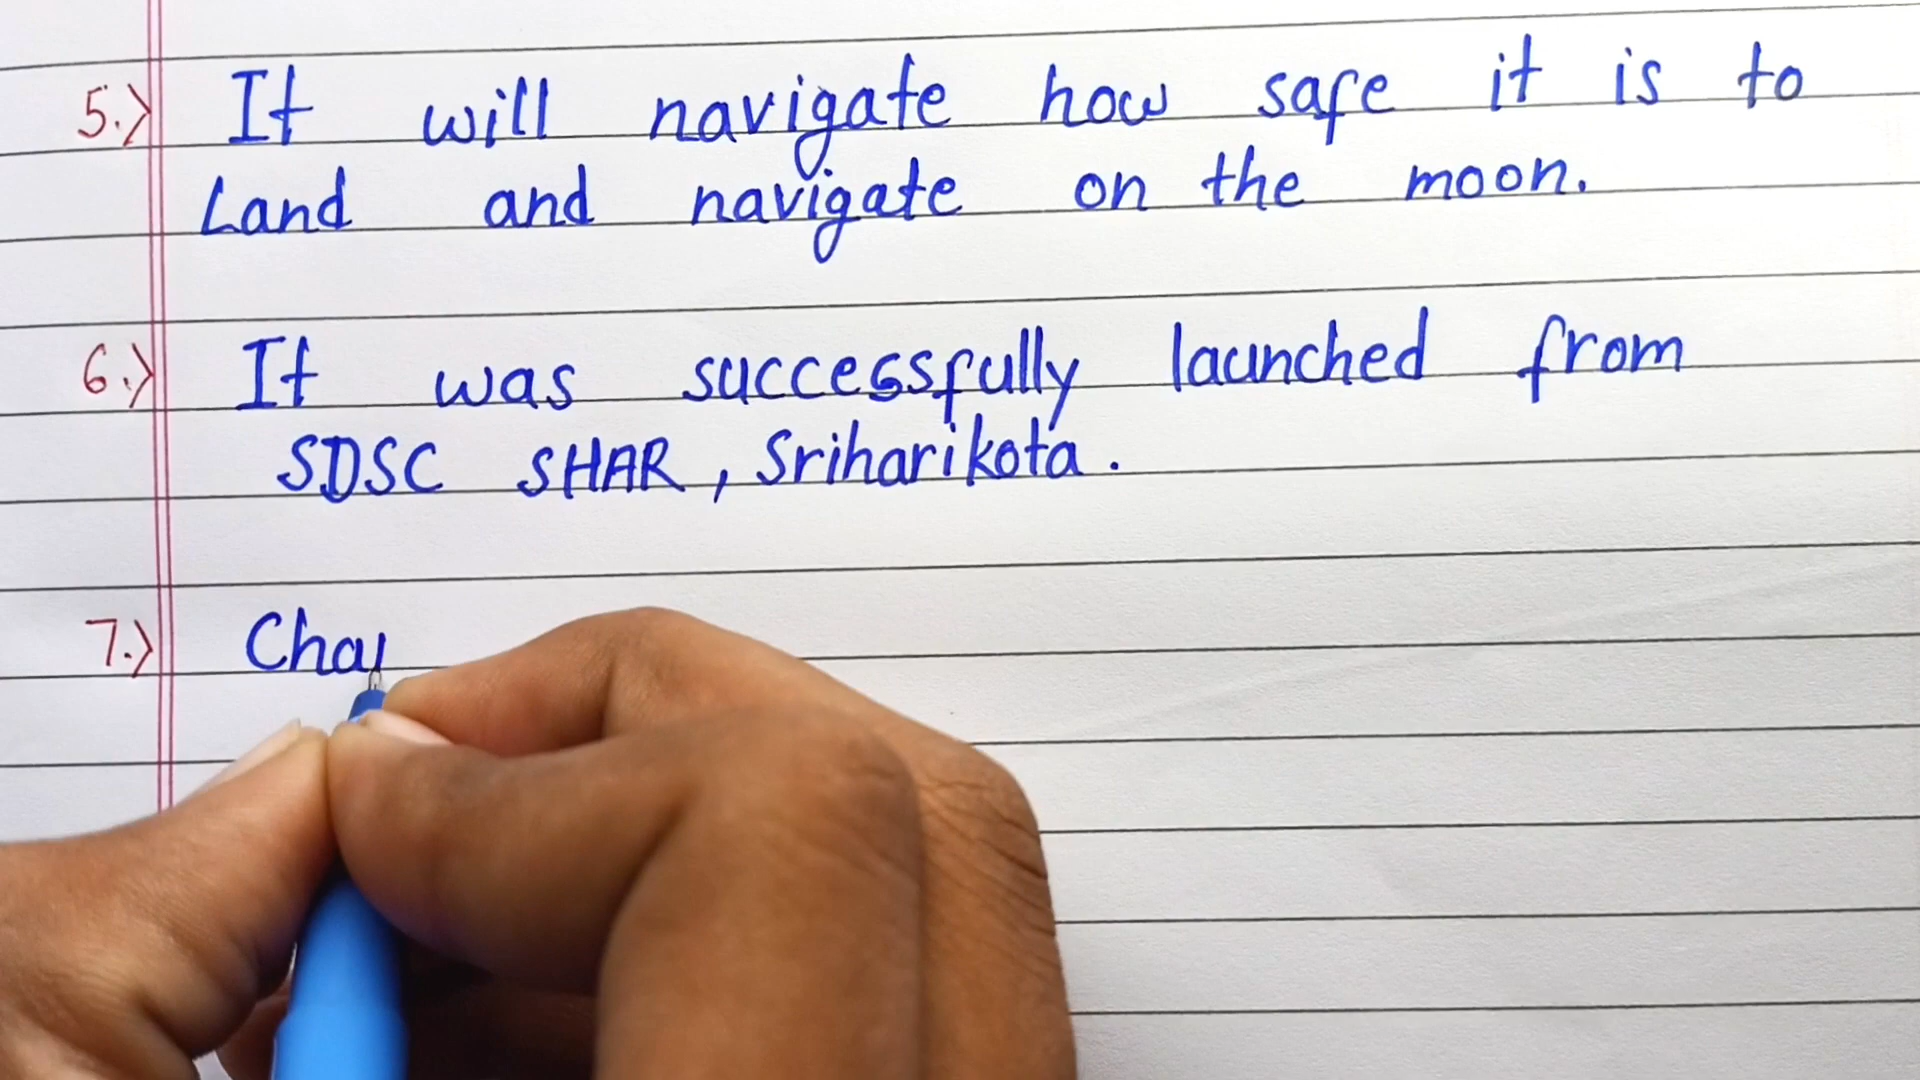 5.) It will navigate how safe it is to
Land and navigate on the moon.
6.) It was successfully launched from
SDSC SHAR, Sriharikota.
7.)